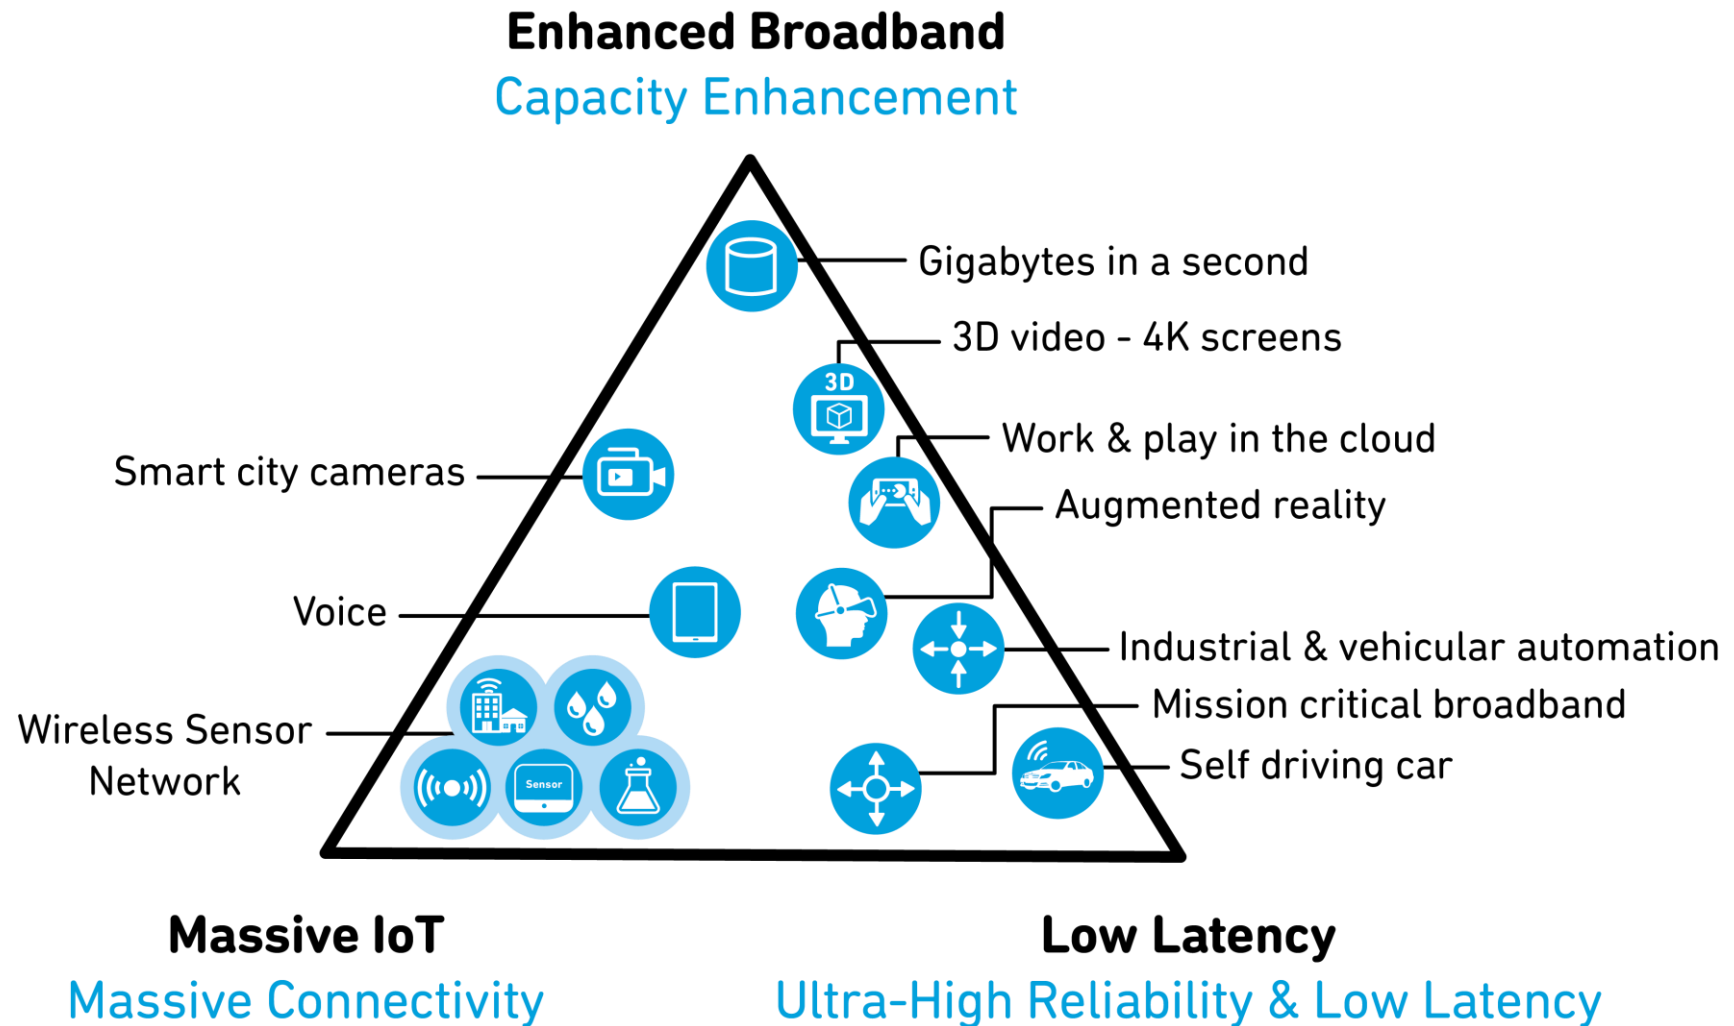 Enhanced Broadband
Capacity Enhancement
Gigabytes in a second
3D video - 4K screens
3D
Work & play in the cloud
Smart city cameras
Augmented reality
Voice
Industrial & vehicular automation
Mission critical broadband
Wireless Sensor
Network
Self driving car
Sensor
Massive IoT
Massive Connectivity
Low Latency
Ultra-High Reliability & Low Latency